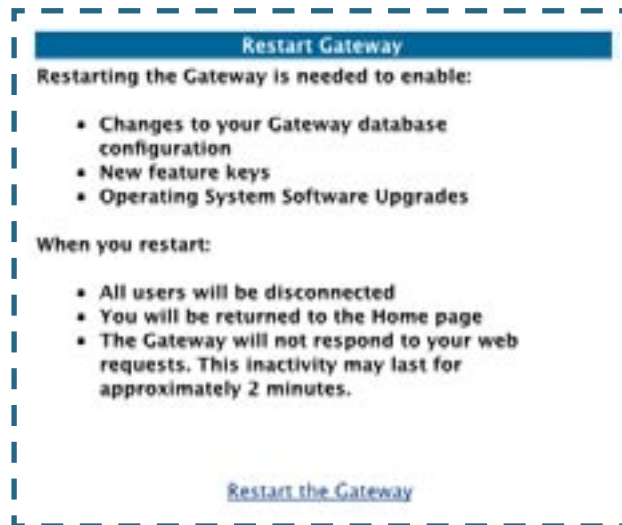 Restart Gateway
Restarting the Gateway is needed to enable:
• Changes to your Gateway database
configuration
• New feature keys
• Operating System Software Upgrades
When you restart:
• All users will be disconnected
• You will be returned to the Home page
• The Gateway will not respond to your web
requests. This inactivity may last for
approximately 2 minutes.
Restart the Gateway